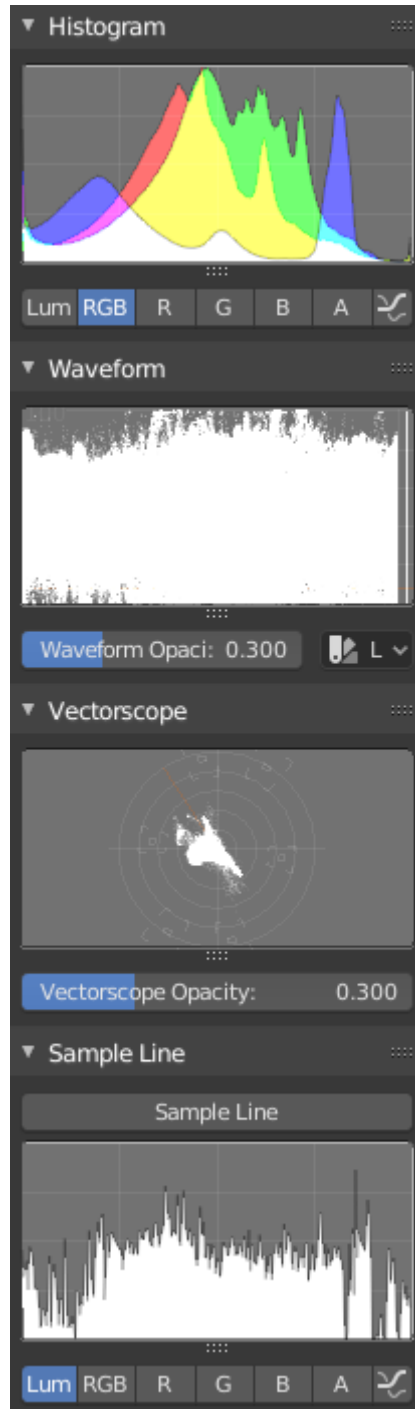 Histogram
Lum RGB R G B A
Waveform
Waveform Opaci: 0.300 L
Vectorscope
Vectorscope Opacity: 0.300
Sample Line
Sample Line
Lum RGB R G B A